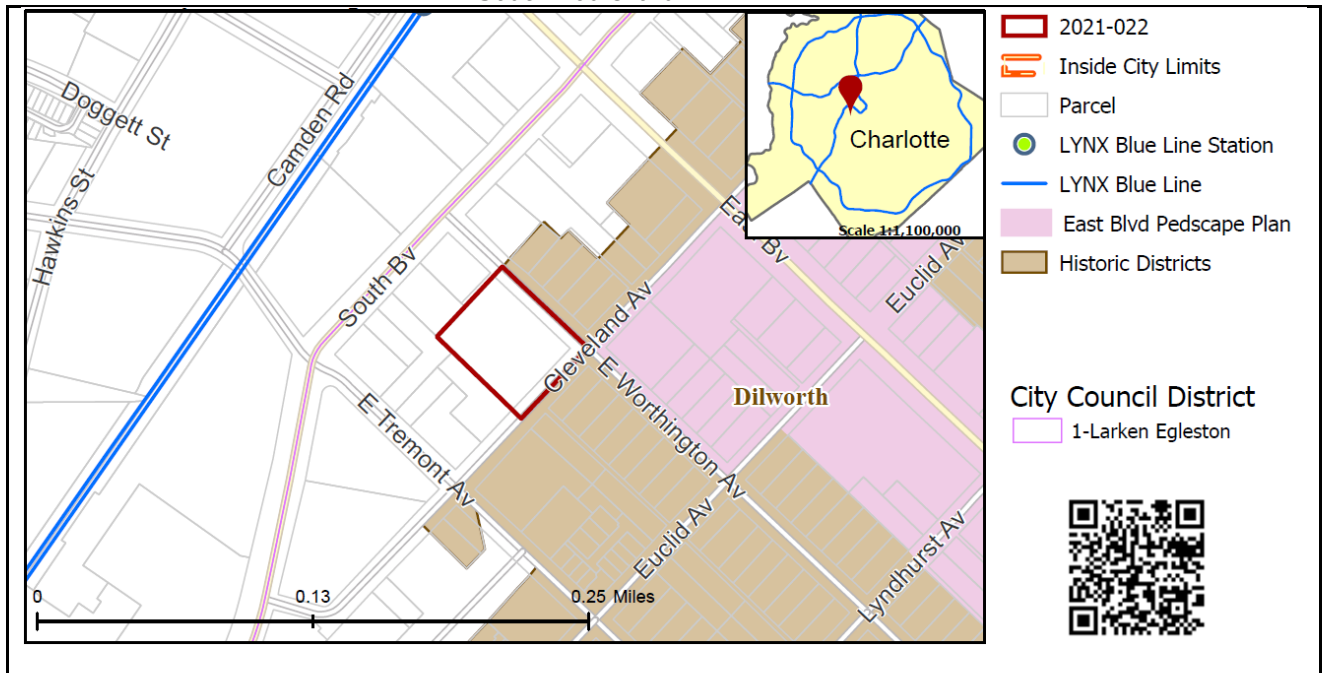 Doggett St
Camden Rd
Hawkins St
South Bv
E Tremont Av
Cleveland Av
E Worthington Av
Euclid Av
Dilworth
East Bv
Euclid Av
Lyndhurst Av
0
0.13
0.25 Miles
Charlotte
Scale 1:1,100,000
2021-022
Inside City Limits
Parcel
LYNX Blue Line Station
LYNX Blue Line
East Blvd Pedscape Plan
Historic Districts
City Council District
1-Larken Egleston